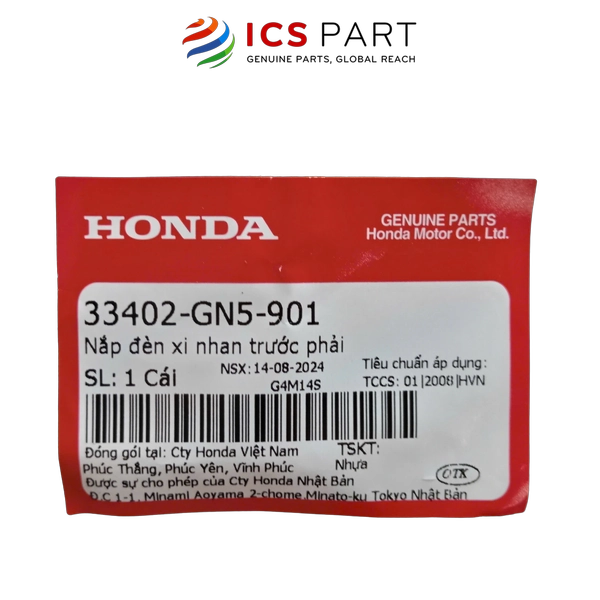 ICS PART
GENUINE PARTS, GLOBAL REACH
HONDA
GENUINE PARTS
Honda Motor Co., Ltd.
33402-GN5-901
Nắp đèn xi nhan trước phải
SL: 1 Cái
NSX: 14-08-2024
G4M14S
Tiêu chuẩn áp dụng:
TCCS: 01|2008|HVN
Đóng gói tại: Cty Honda Việt Nam
Phúc Thắng, Phúc Yên, Vĩnh Phúc
TSKT:
Nhựa
Được sự cho phép của Cty Honda Nhật Bản
Đ.C 1-1, Minami Aoyama, 2-chome,Minato-ku Tokyo Nhật Bản
OTK